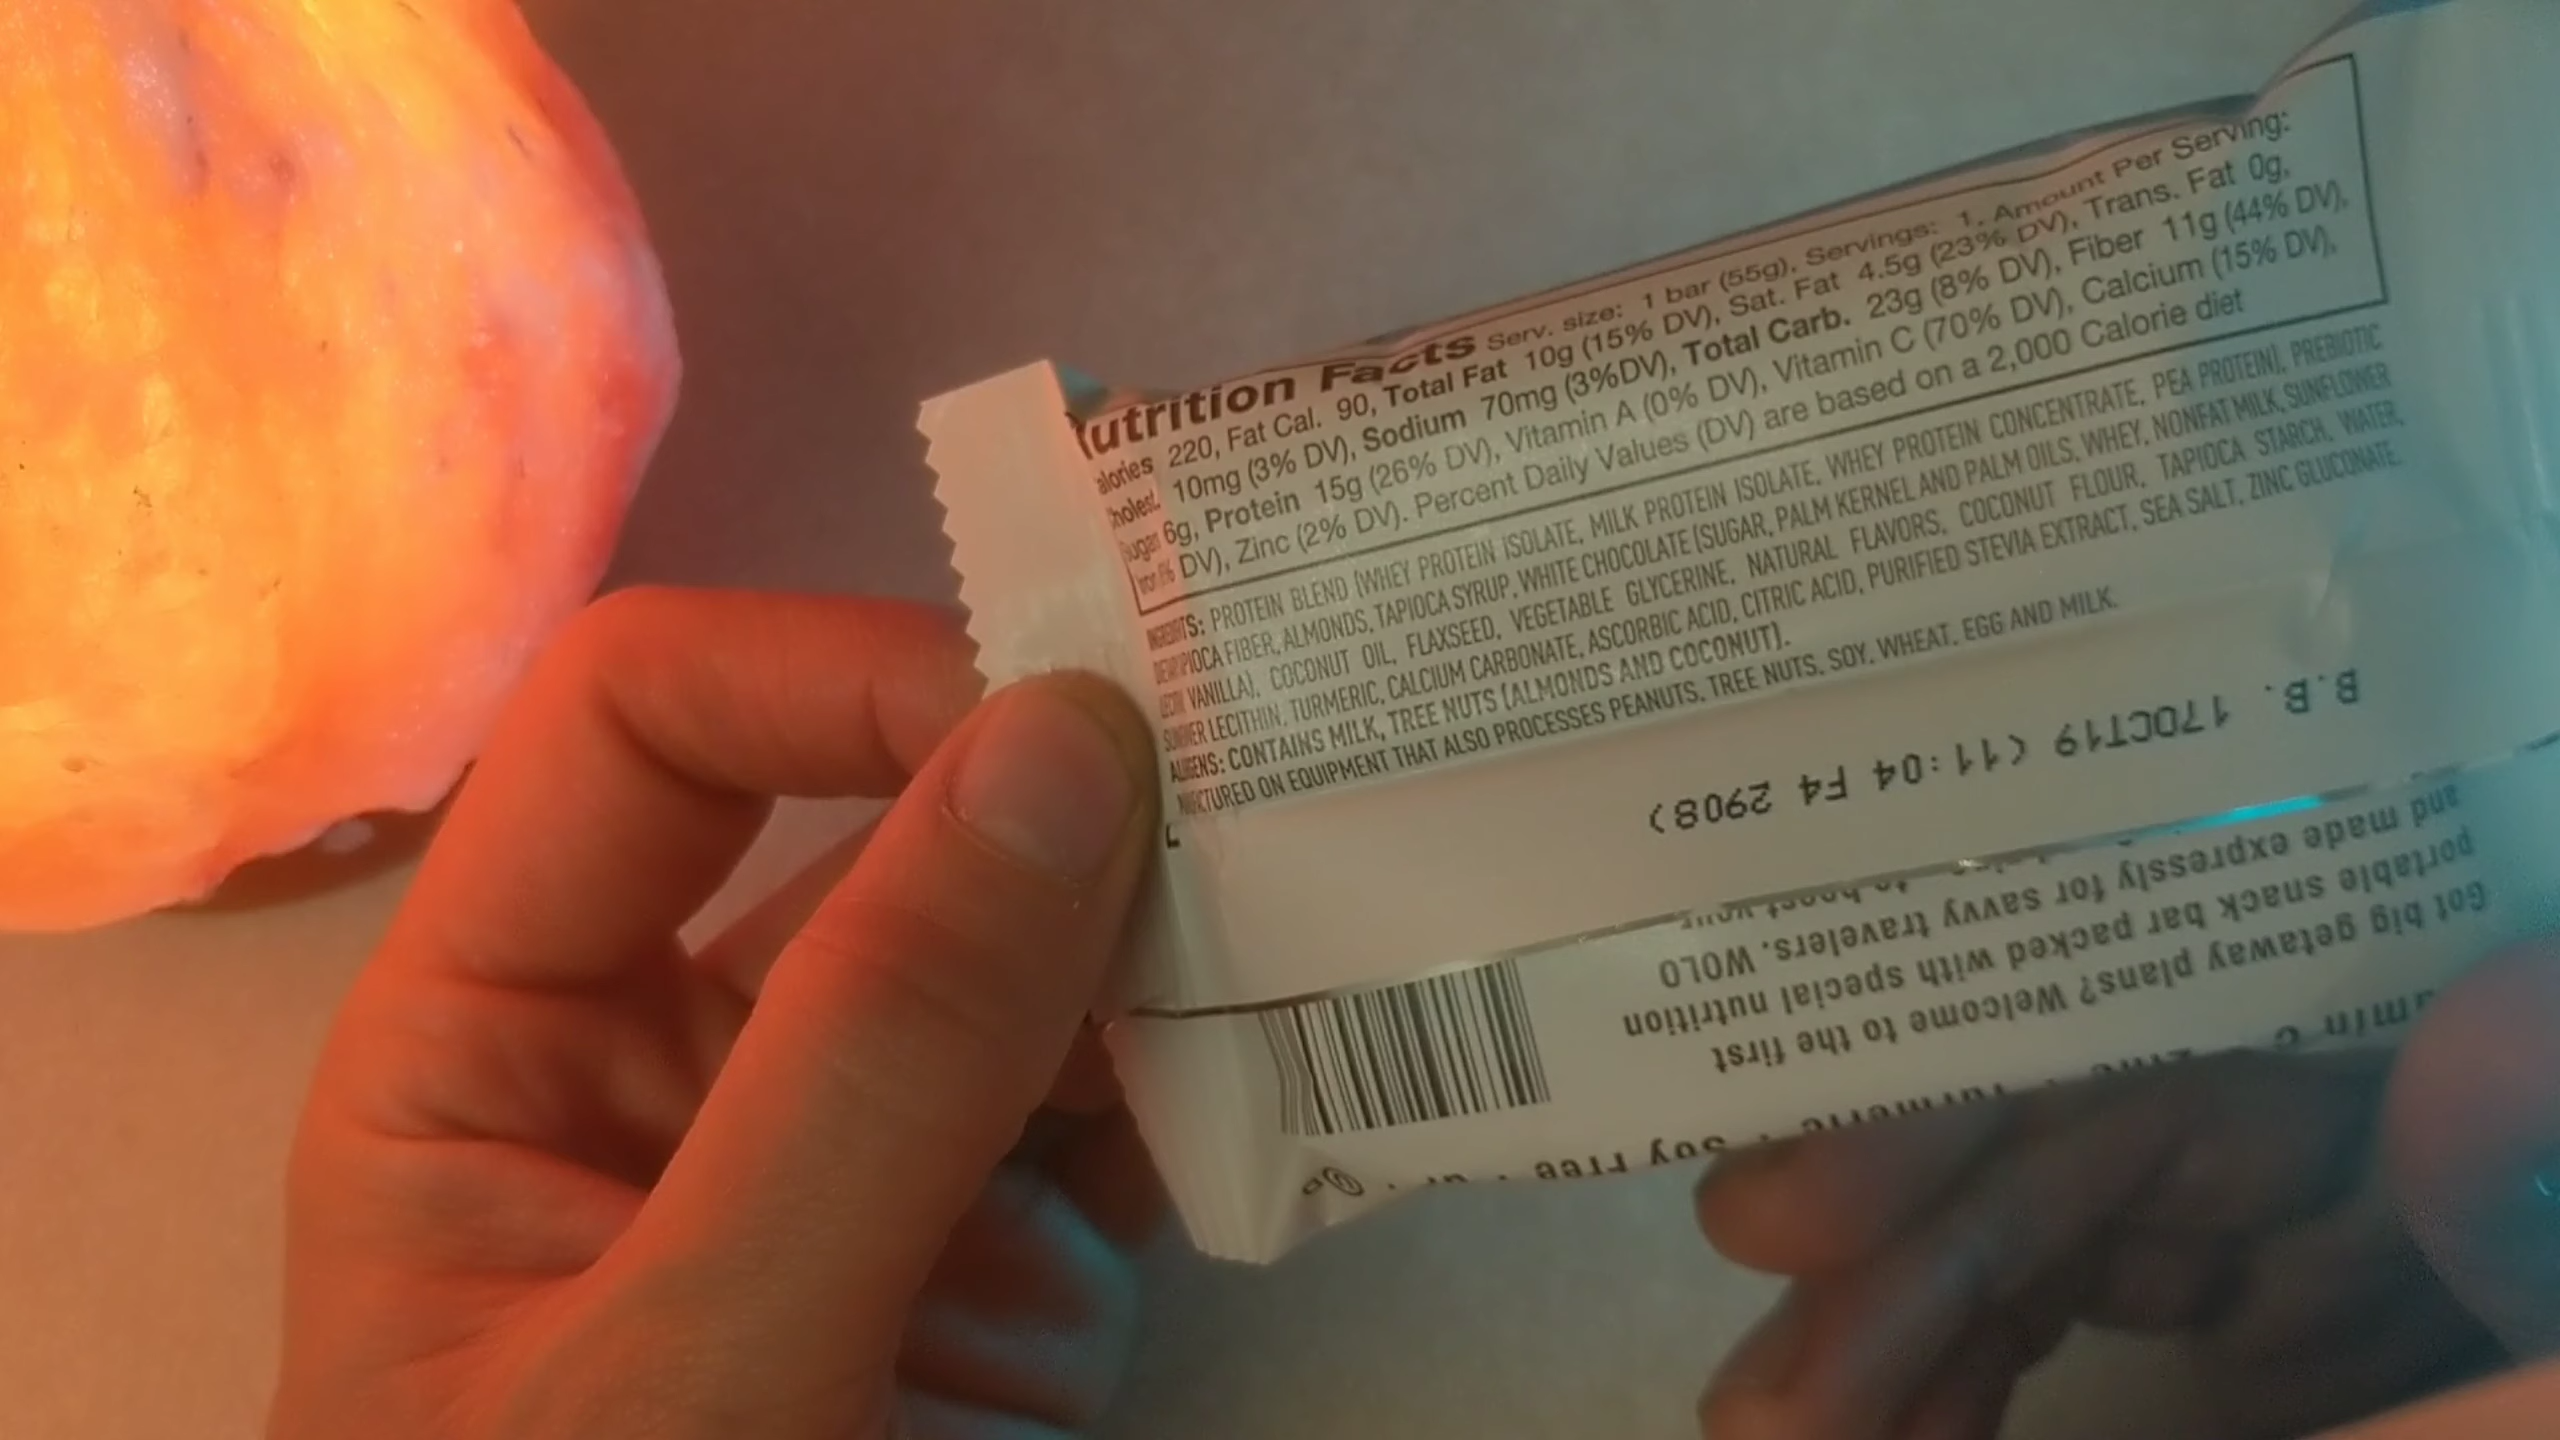 utrition Facts Serv. size: 1 bar (55g), Servings: 1. Amount Per Serving:
alories 220, Fat Cal. 90, Total Fat 10g (15% DV), Sat. Fat 4.5g (23% DV), Trans. Fat 0g,
holest. 10mg (3% DV), Sodium 70mg (3%DV), Total Carb. 23g (8% DV), Fiber 11g (44% DV),
Sugar 6g, Protein 15g (26% DV), Vitamin A (0% DV), Vitamin C (70% DV), Calcium (15% DV),
DV), Zinc (2% DV). Percent Daily Values (DV) are based on a 2,000 Calorie diet
PROTEIN BLEND (WHEY PROTEIN ISOLATE, MILK PROTEIN ISOLATE, WHEY PROTEIN CONCENTRATE, PEA PROTEIN), PREBIOTIC
FIBER, ALMONDS, TAPIOCA SYRUP, WHITE CHOCOLATE (SUGAR, PALM KERNEL AND PALM OILS, WHEY, NONFAT MILK, SUNFLOWER
VANILLA), COCONUT OIL, FLAXSEED, VEGETABLE GLYCERINE, NATURAL FLAVORS, COCONUT FLOUR, TAPIOCA STARCH, WATER,
LECITHIN, TURMERIC, CALCIUM CARBONATE, ASCORBIC ACID, CITRIC ACID, PURIFIED STEVIA EXTRACT, SEA SALT, ZINC GLUCONATE.
CONTAINS MILK, TREE NUTS (ALMONDS AND COCONUT).
ON EQUIPMENT THAT ALSO PROCESSES PEANUTS, TREE NUTS, SOY, WHEAT, EGG AND MILK.
B.B. 17OCT19 (11:04 F4 2908)
Soy Free
Welcome to the first
Got big getaway plans?
portable snack bar packed with special nutrition
and made expressly for savvy travelers. WOLO